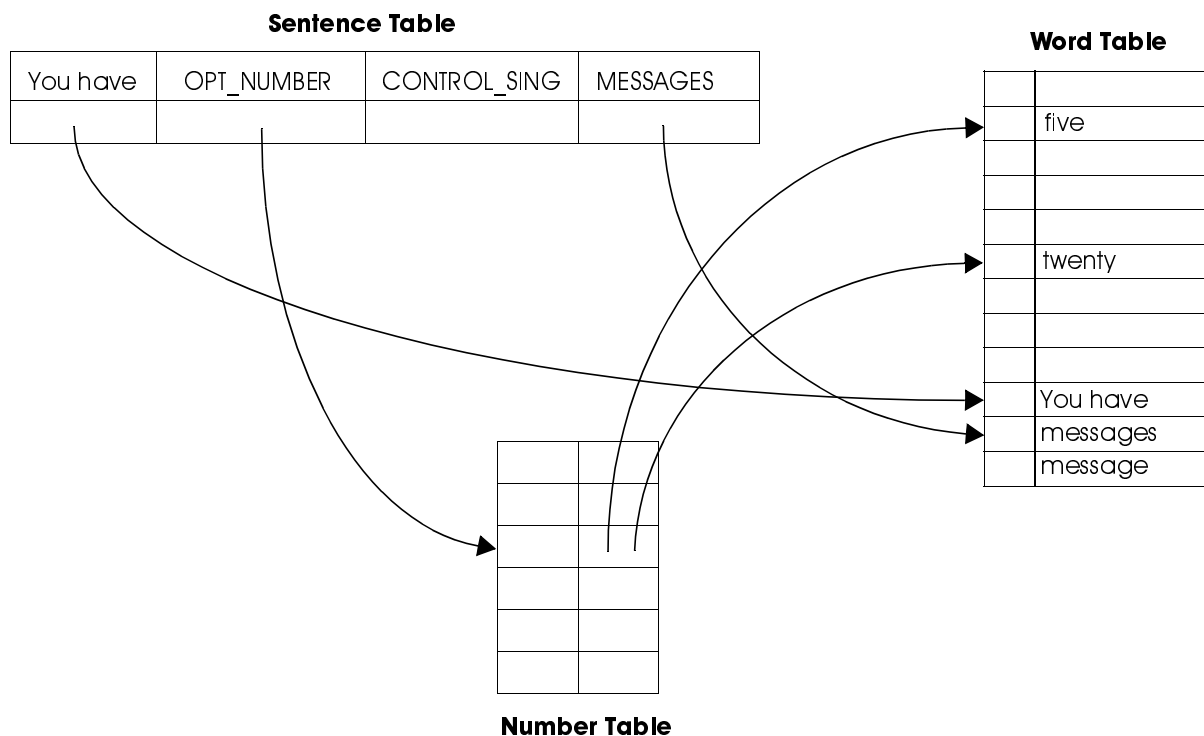 Sentence Table
You have OPT_NUMBER CONTROL_SING MESSAGES
Word Table
five
twenty
You have
messages
message
Number Table